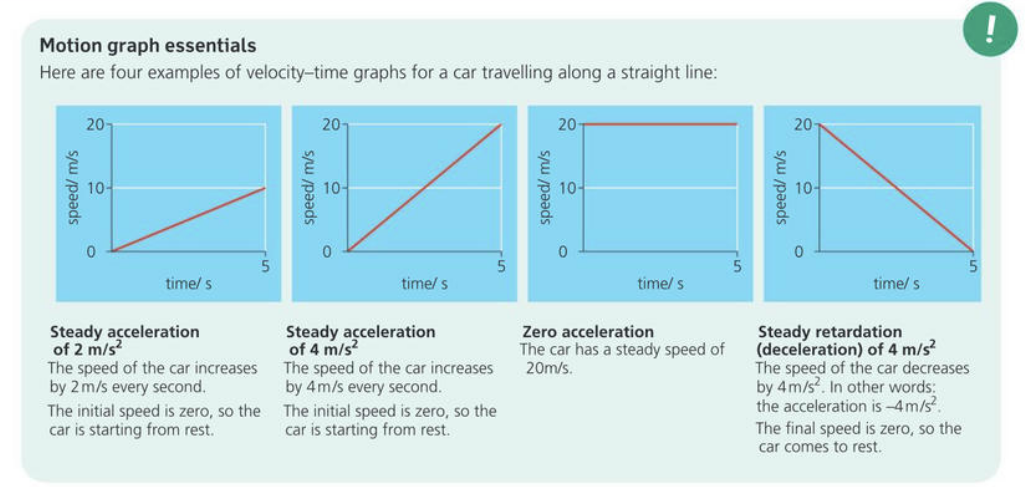 !
Motion graph essentials
Here are four examples of velocity–time graphs for a car travelling along a straight line:
20
10
0
speed/ m/s
5
time/ s
20
10
0
speed/ m/s
5
time/ s
20
10
0
speed/ m/s
5
time/ s
20
10
0
speed/ m/s
5
time/ s
Steady acceleration
of 2 m/s²
The speed of the car increases
by 2 m/s every second.
The initial speed is zero, so the
car is starting from rest.
Steady acceleration
of 4 m/s²
The speed of the car increases
by 4 m/s every second.
The initial speed is zero, so the
car is starting from rest.
Zero acceleration
The car has a steady speed of
20m/s.
Steady retardation
(deceleration) of 4 m/s²
The speed of the car decreases
by 4 m/s². In other words:
the acceleration is –4 m/s².
The final speed is zero, so the
car comes to rest.